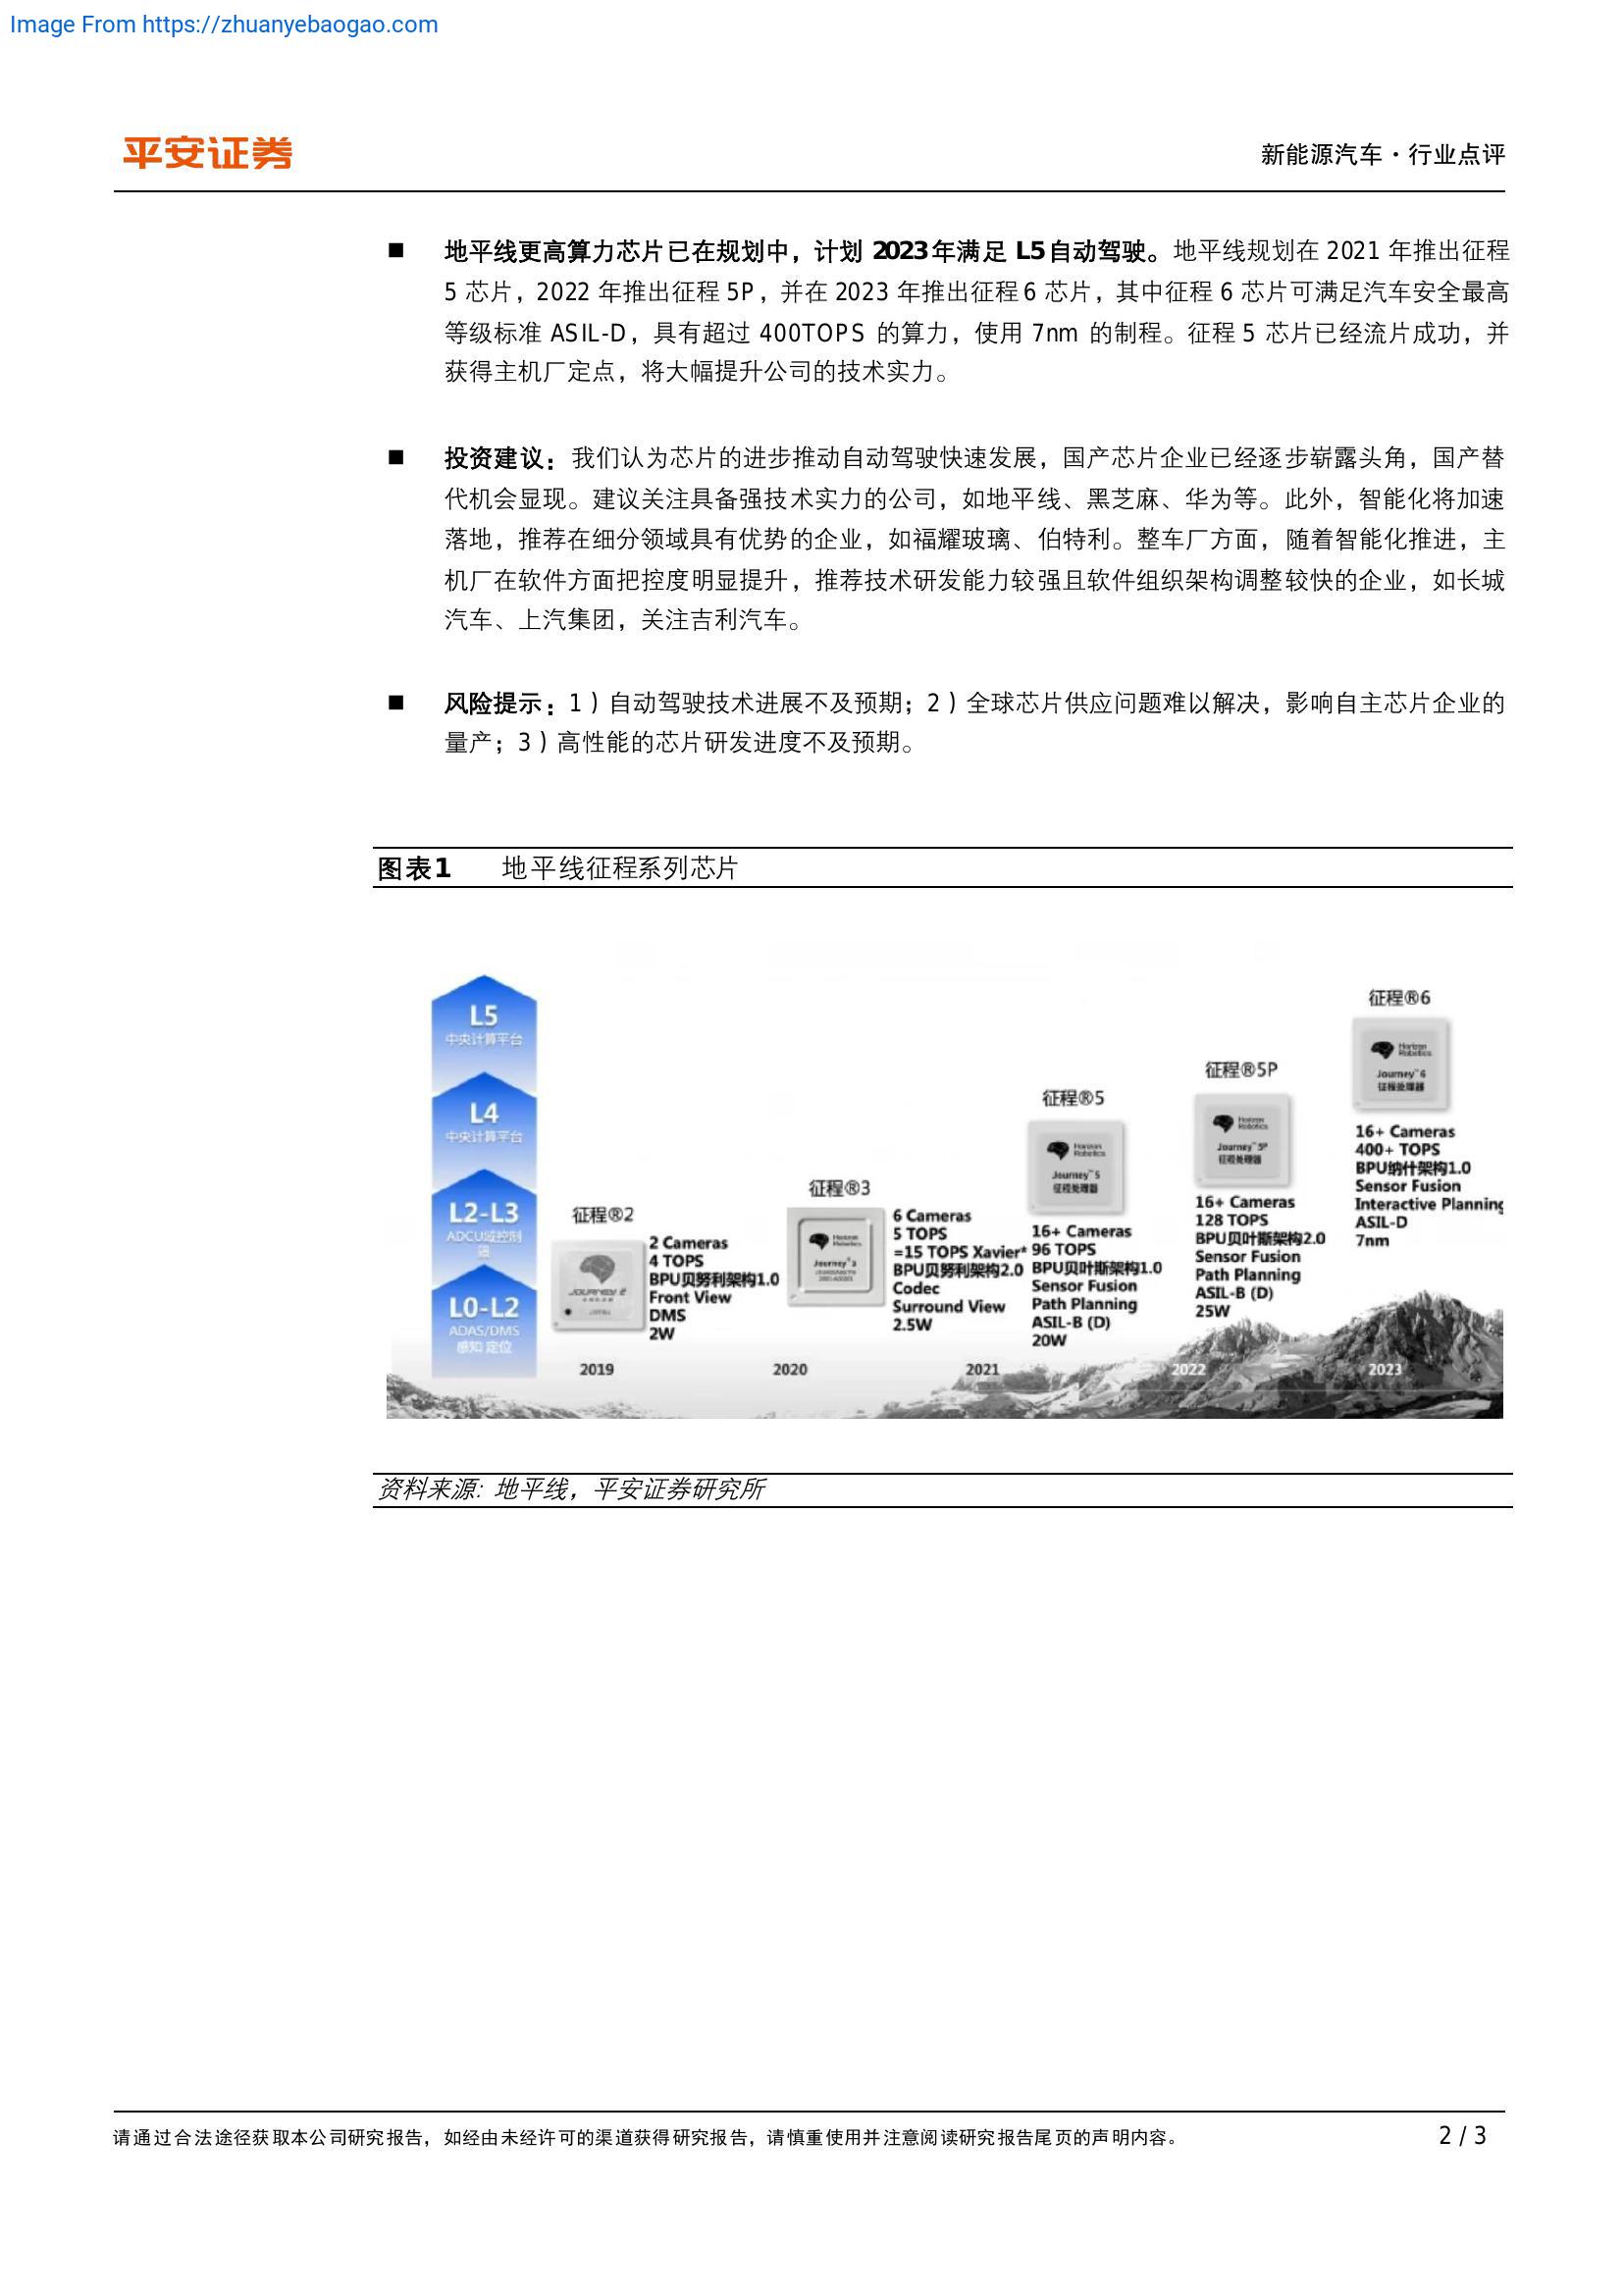 Image From https://zhuanyebaogao.com
平安证券
新能源汽车·行业点评
■ 地平线更高算力芯片已在规划中，计划 2023年满足 L5自动驾驶。地平线规划在 2021 年推出征程
5 芯片，2022 年推出征程 5P，并在 2023 年推出征程6 芯片，其中征程 6 芯片可满足汽车安全最高
等级标准 ASIL-D，具有超过 400TOPS 的算力，使用 7nm 的制程。征程 5 芯片已经流片成功，并
获得主机厂定点，将大幅提升公司的技术实力。
■ 投资建议：我们认为芯片的进步推动自动驾驶快速发展，国产芯片企业已经逐步崭露头角，国产替
代机会显现。建议关注具备强技术实力的公司，如地平线、黑芝麻、华为等。此外，智能化将加速
落地，推荐在细分领域具有优势的企业，如福耀玻璃、伯特利。整车厂方面，随着智能化推进，主
机厂在软件方面把控度明显提升，推荐技术研发能力较强且软件组织架构调整较快的企业，如长城
汽车、上汽集团，关注吉利汽车。
■ 风险提示：1）自动驾驶技术进展不及预期；2）全球芯片供应问题难以解决，影响自主芯片企业的
量产；3）高性能的芯片研发进度不及预期。
图表1 地平线征程系列芯片
L5
中央计算平台
L4
中央计算平台
L2-L3
ADCU域控制
器
L0-L2
ADAS/DMS
感知 定位
征程®2
JOURNEY 2
2 Cameras
4 TOPS
BPU贝努利架构1.0
Front View
DMS
2W
2019
征程®3
Horizon
Robotics
Journey™3
6 Cameras
5 TOPS
=15 TOPS Xavier*
BPU贝努利架构2.0
Codec
Surround View
2.5W
2020
征程®5
Horizon
Robotics
Journey™5
征程处理器
16+ Cameras
96 TOPS
BPU贝叶斯架构1.0
Sensor Fusion
Path Planning
ASIL-B (D)
20W
2021
征程®5P
Horizon
Robotics
Journey™5P
征程处理器
16+ Cameras
128 TOPS
BPU贝叶斯架构2.0
Sensor Fusion
Path Planning
ASIL-B (D)
25W
2022
征程®6
Horizon
Robotics
Journey™6
征程处理器
16+ Cameras
400+ TOPS
BPU纳什架构1.0
Sensor Fusion
Interactive Planning
ASIL-D
7nm
2023
资料来源: 地平线，平安证券研究所
请通过合法途径获取本公司研究报告，如经由未经许可的渠道获得研究报告，请慎重使用并注意阅读研究报告尾页的声明内容。
2 / 3